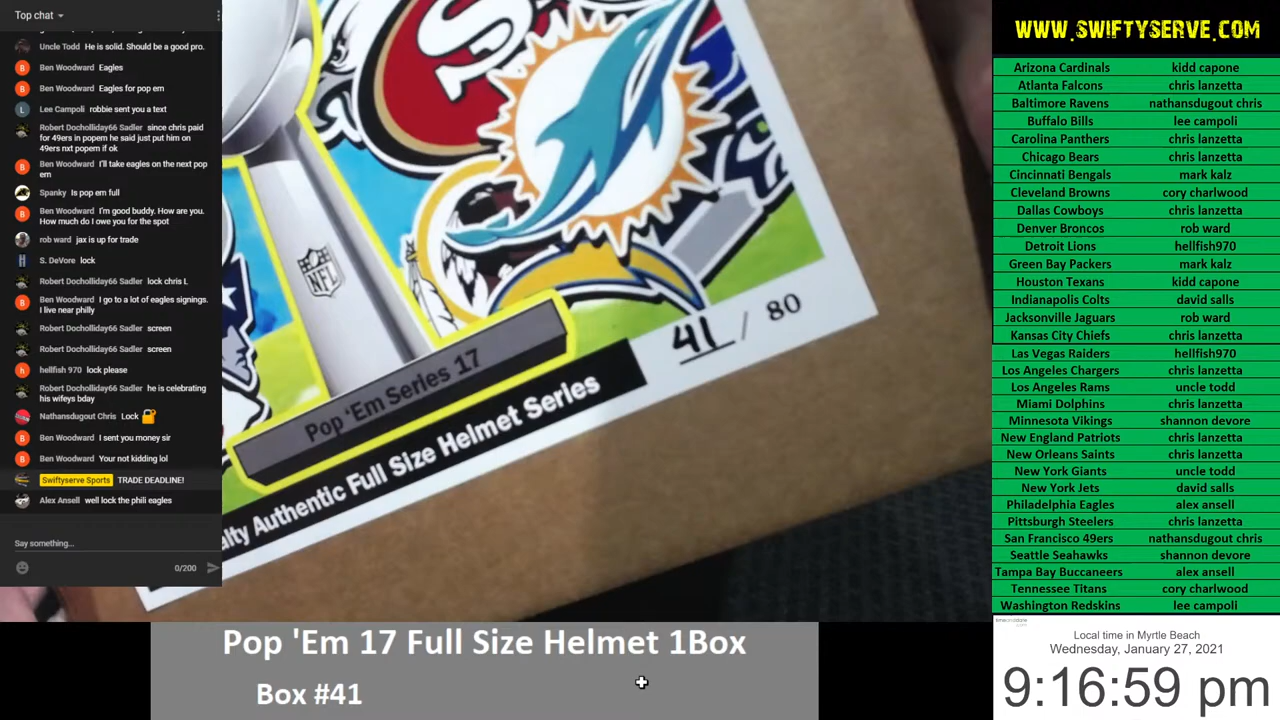 Top chat
Uncle Todd He is solid. Should be a good pro.
Ben Woodward Eagles
Ben Woodward Eagles for pop em
Lee Campoli robbie sent you a text
Robert Docholliday66 Sadler since chris paid
for 49ers in popem he said just put him on
49ers nxt popem if ok
Ben Woodward I'll take eagles on the next pop
em
Spanky Is pop em full
Ben Woodward I'm good buddy. How are you.
How much do I owe you for the spot
rob ward jax is up for trade
S. DeVore lock
Robert Docholliday66 Sadler lock chris L
Ben Woodward I go to a lot of eagles signings.
I live near philly
Robert Docholliday66 Sadler screen
Robert Docholliday66 Sadler screen
hellfish 970 lock please
Robert Docholliday66 Sadler he is celebrating
his wifeys bday
Nathansdugout Chris Lock
Ben Woodward I sent you money sir
Ben Woodward Your not kidding lol
Swiftyserve Sports TRADE DEADLINE!
Alex Ansell well lock the phili eagles
Say something...
0/200
NFL
Pop 'Em Series 17
Authentic Full Size Helmet Series
41 / 80
Pop 'Em 17 Full Size Helmet 1Box
Box #41
WWW.SWIFTYSERVE.COM
Arizona Cardinals kidd capone
Atlanta Falcons chris lanzetta
Baltimore Ravens nathansdugout chris
Buffalo Bills lee campoli
Carolina Panthers chris lanzetta
Chicago Bears chris lanzetta
Cincinnati Bengals mark kalz
Cleveland Browns cory charlwood
Dallas Cowboys chris lanzetta
Denver Broncos rob ward
Detroit Lions hellfish970
Green Bay Packers mark kalz
Houston Texans kidd capone
Indianapolis Colts david salls
Jacksonville Jaguars rob ward
Kansas City Chiefs chris lanzetta
Las Vegas Raiders hellfish970
Los Angeles Chargers chris lanzetta
Los Angeles Rams uncle todd
Miami Dolphins chris lanzetta
Minnesota Vikings shannon devore
New England Patriots chris lanzetta
New Orleans Saints chris lanzetta
New York Giants uncle todd
New York Jets david salls
Philadelphia Eagles alex ansell
Pittsburgh Steelers chris lanzetta
San Francisco 49ers nathansdugout chris
Seattle Seahawks shannon devore
Tampa Bay Buccaneers alex ansell
Tennessee Titans cory charlwood
Washington Redskins lee campoli
Local time in Myrtle Beach
Wednesday, January 27, 2021
9:16:59 pm